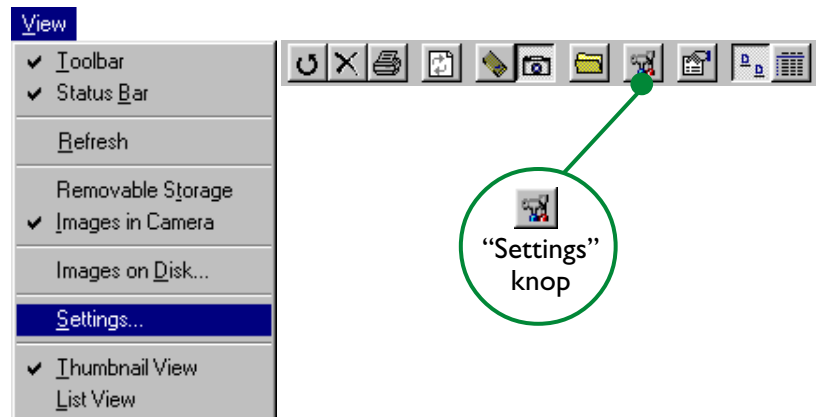 View
Toolbar
Status Bar
Refresh
Removable Storage
Images in Camera
Images on Disk...
Settings...
Thumbnail View
List View
“Settings”
knop